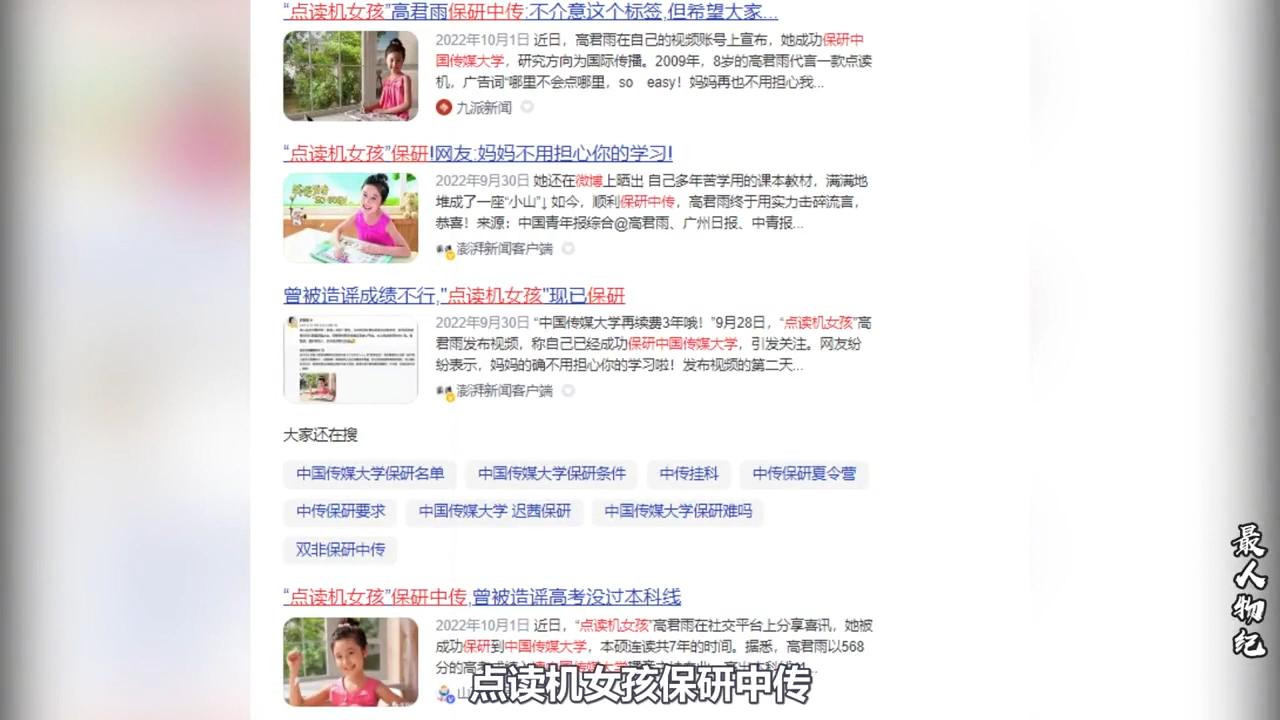 “点读机女孩”高君雨保研中传:不介意这个标签,但希望大家...
2022年10月1日 近日，高君雨在自己的视频账号上宣布，她成功保研中
国传媒大学，研究方向为国际传播。2009年，8岁的高君雨代言一款点读
机，广告词“哪里不会点哪里，so easy！妈妈再也不用担心我...
九派新闻
“点读机女孩”保研!网友:妈妈不用担心你的学习!
2022年9月30日 她还在微博上晒出 自己多年苦学用的课本教材，满满地
堆成了一座“小山”↓ 如今，顺利保研中传，高君雨终于用实力击碎流言，
恭喜！来源：中国青年报综合@高君雨、广州日报、中青报...
澎湃新闻客户端
曾被造谣成绩不行,"点读机女孩"现已保研
2022年9月30日 “中国传媒大学再续费3年哦！”9月28日，“点读机女孩”高
君雨发布视频，称自己已经成功保研中国传媒大学，引发关注。网友纷
纷表示，妈妈的确不用担心你的学习啦！发布视频的第二天...
澎湃新闻客户端
大家还在搜
中国传媒大学保研名单 中国传媒大学保研条件 中传挂科 中传保研夏令营
中传保研要求 中国传媒大学 迟茜保研 中国传媒大学保研难吗
双非保研中传
“点读机女孩”保研中传,曾被造谣高考没过本科线
2022年10月1日 近日，“点读机女孩”高君雨在社交平台上分享喜讯，她被
成功保研到中国传媒大学，本硕连读共7年的时间。据悉，高君雨以568
分的高考成绩
点读机女孩保研中传
最人物纪